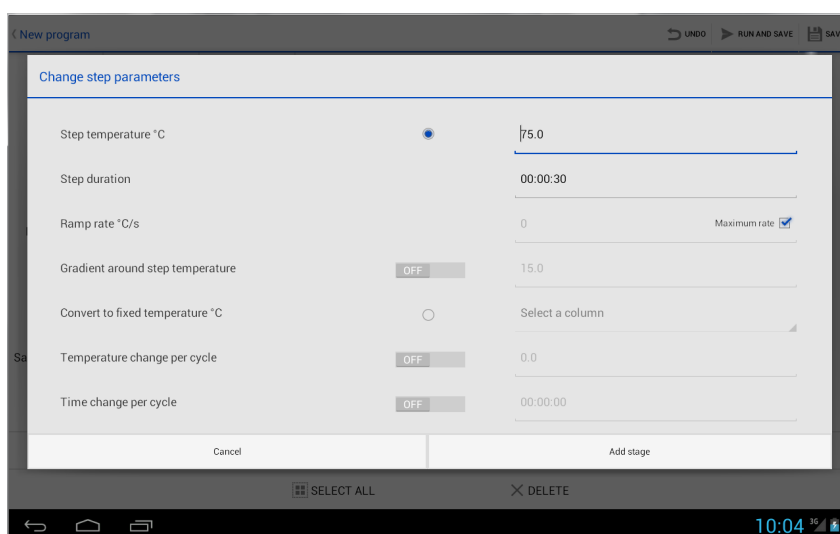 New program
UNDO
RUN AND SAVE
SAV
Change step parameters
Step temperature °C
75.0
Step duration
00:00:30
Ramp rate °C/s
0
Maximum rate
Gradient around step temperature
OFF
15.0
Convert to fixed temperature °C
Select a column
Sa
Temperature change per cycle
OFF
0.0
Time change per cycle
OFF
00:00:00
Cancel
Add stage
SELECT ALL
DELETE
10:04
3G